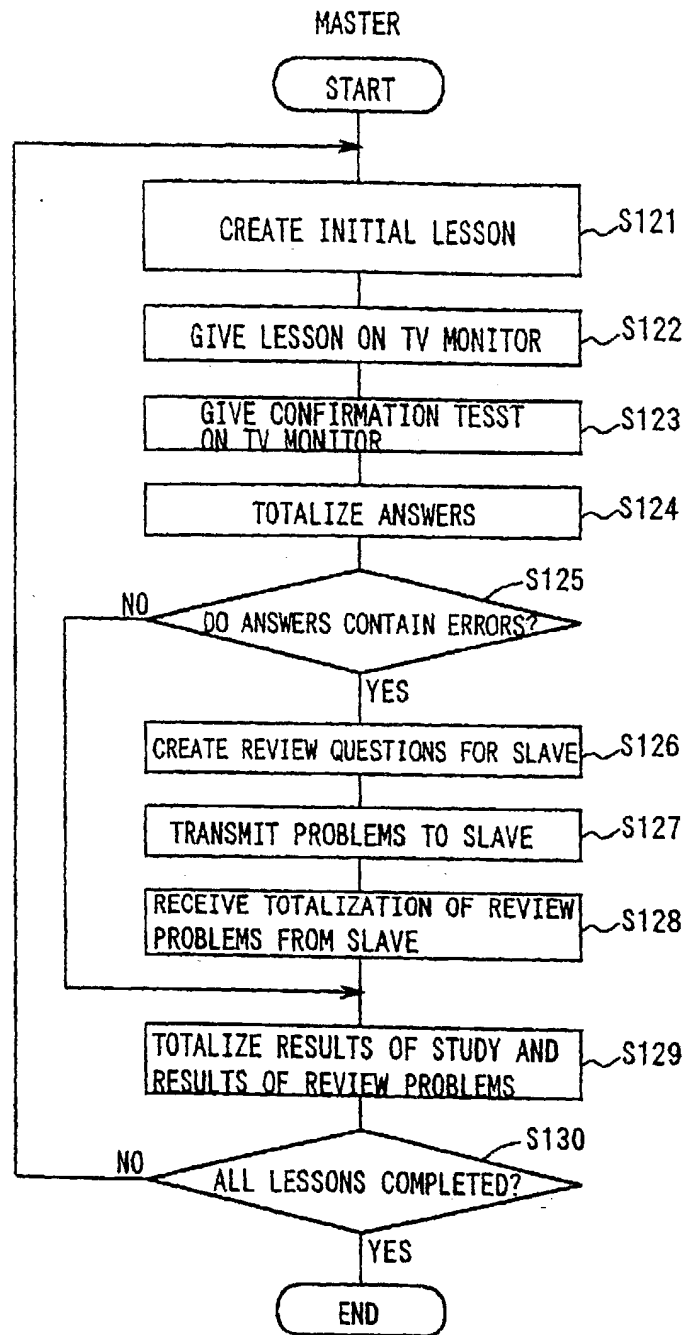 MASTER
START
CREATE INITIAL LESSON
S121
GIVE LESSON ON TV MONITOR
S122
GIVE CONFIRMATION TESST
ON TV MONITOR
S123
TOTALIZE ANSWERS
S124
S125
NO
DO ANSWERS CONTAIN ERRORS?
YES
CREATE REVIEW QUESTIONS FOR SLAVE
S126
TRANSMIT PROBLEMS TO SLAVE
S127
RECEIVE TOTALIZATION OF REVIEW
PROBLEMS FROM SLAVE
S128
TOTALIZE RESULTS OF STUDY AND
RESULTS OF REVIEW PROBLEMS
S129
S130
NO
ALL LESSONS COMPLETED?
YES
END